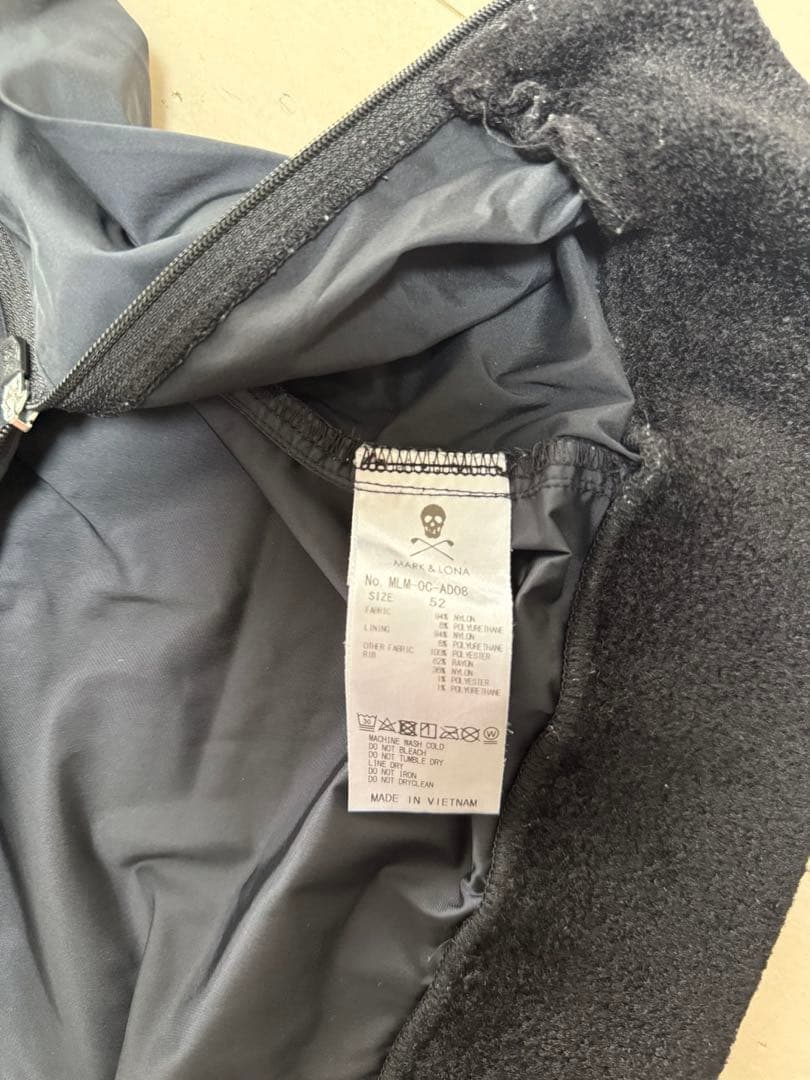 MARK & LONA
No. MLM-OC-AD08
SIZE 52
FABRIC 94% NYLON
6% POLYURETHANE
LINING 94% NYLON
6% POLYURETHANE
OTHER FABRIC 100% POLYESTER
RIB 62% RAYON
36% NYLON
1% POLYESTER
1% POLYURETHANE
30 W
MACHINE WASH COLD
DO NOT BLEACH
DO NOT TUMBLE DRY
LINE DRY
DO NOT IRON
DO NOT DRYCLEAN
MADE IN VIETNAM